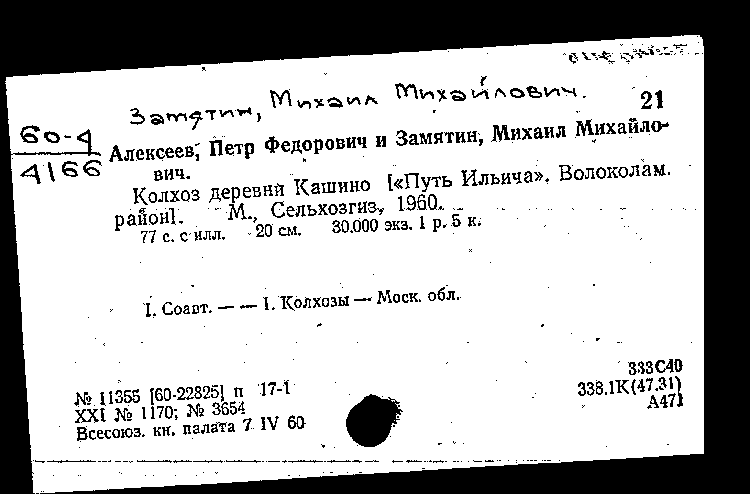 Замятин, Михаил Михайлович.
21
60-4
4166
Алексеев, Петр Федорович и Замятин, Михаил Михайло-
вич.
Колхоз деревни Кашино [«Путь Ильича». Волоколам.
район]. М., Сельхозгиз, 1960.
77 с. с илл. 20 см. 30.000 экз. 1 р. 5 к.
I. Соавт. — — 1. Колхозы — Моск. обл.
333С40
№ 11355 [60-22825] п 17-1
338.1К(47.31)
XXI № 1170; № 3654
А471
Всесоюз. кн. палата 7 IV 60